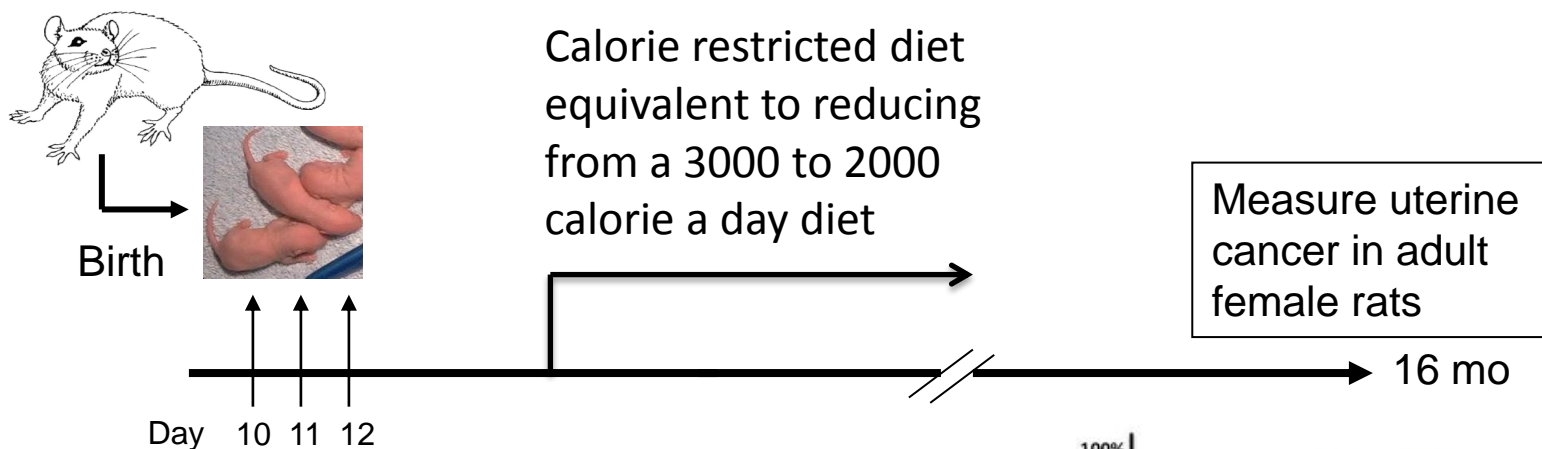 Calorie restricted diet
equivalent to reducing
from a 3000 to 2000
calorie a day diet
Birth
Measure uterine
cancer in adult
female rats
16 mo
Day 10 11 12
100%